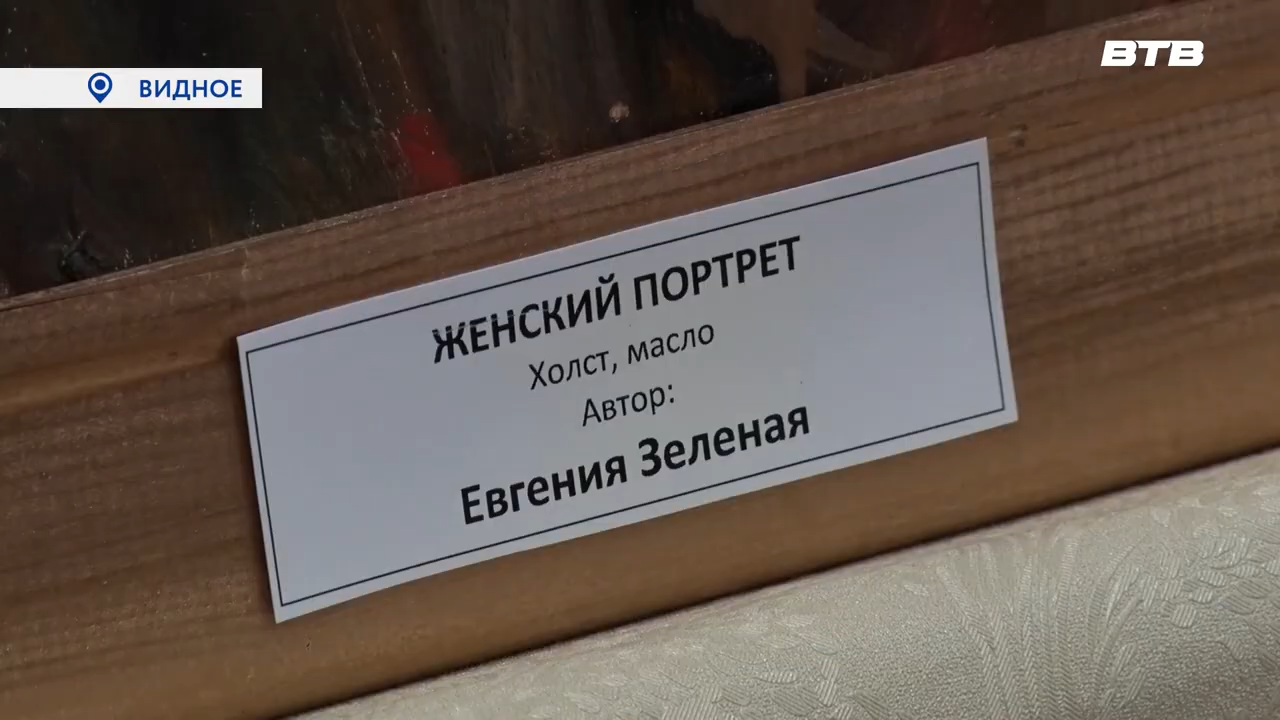 ВИДНОЕ
ВТВ
ЖЕНСКИЙ ПОРТРЕТ
Холст, масло
Автор:
Евгения Зеленая